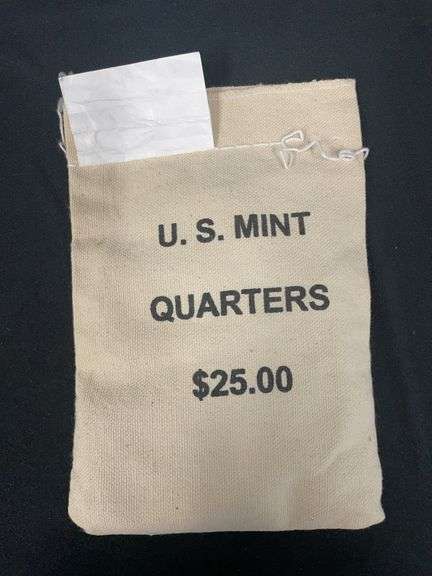 U. S. MINT
QUARTERS
$25.00